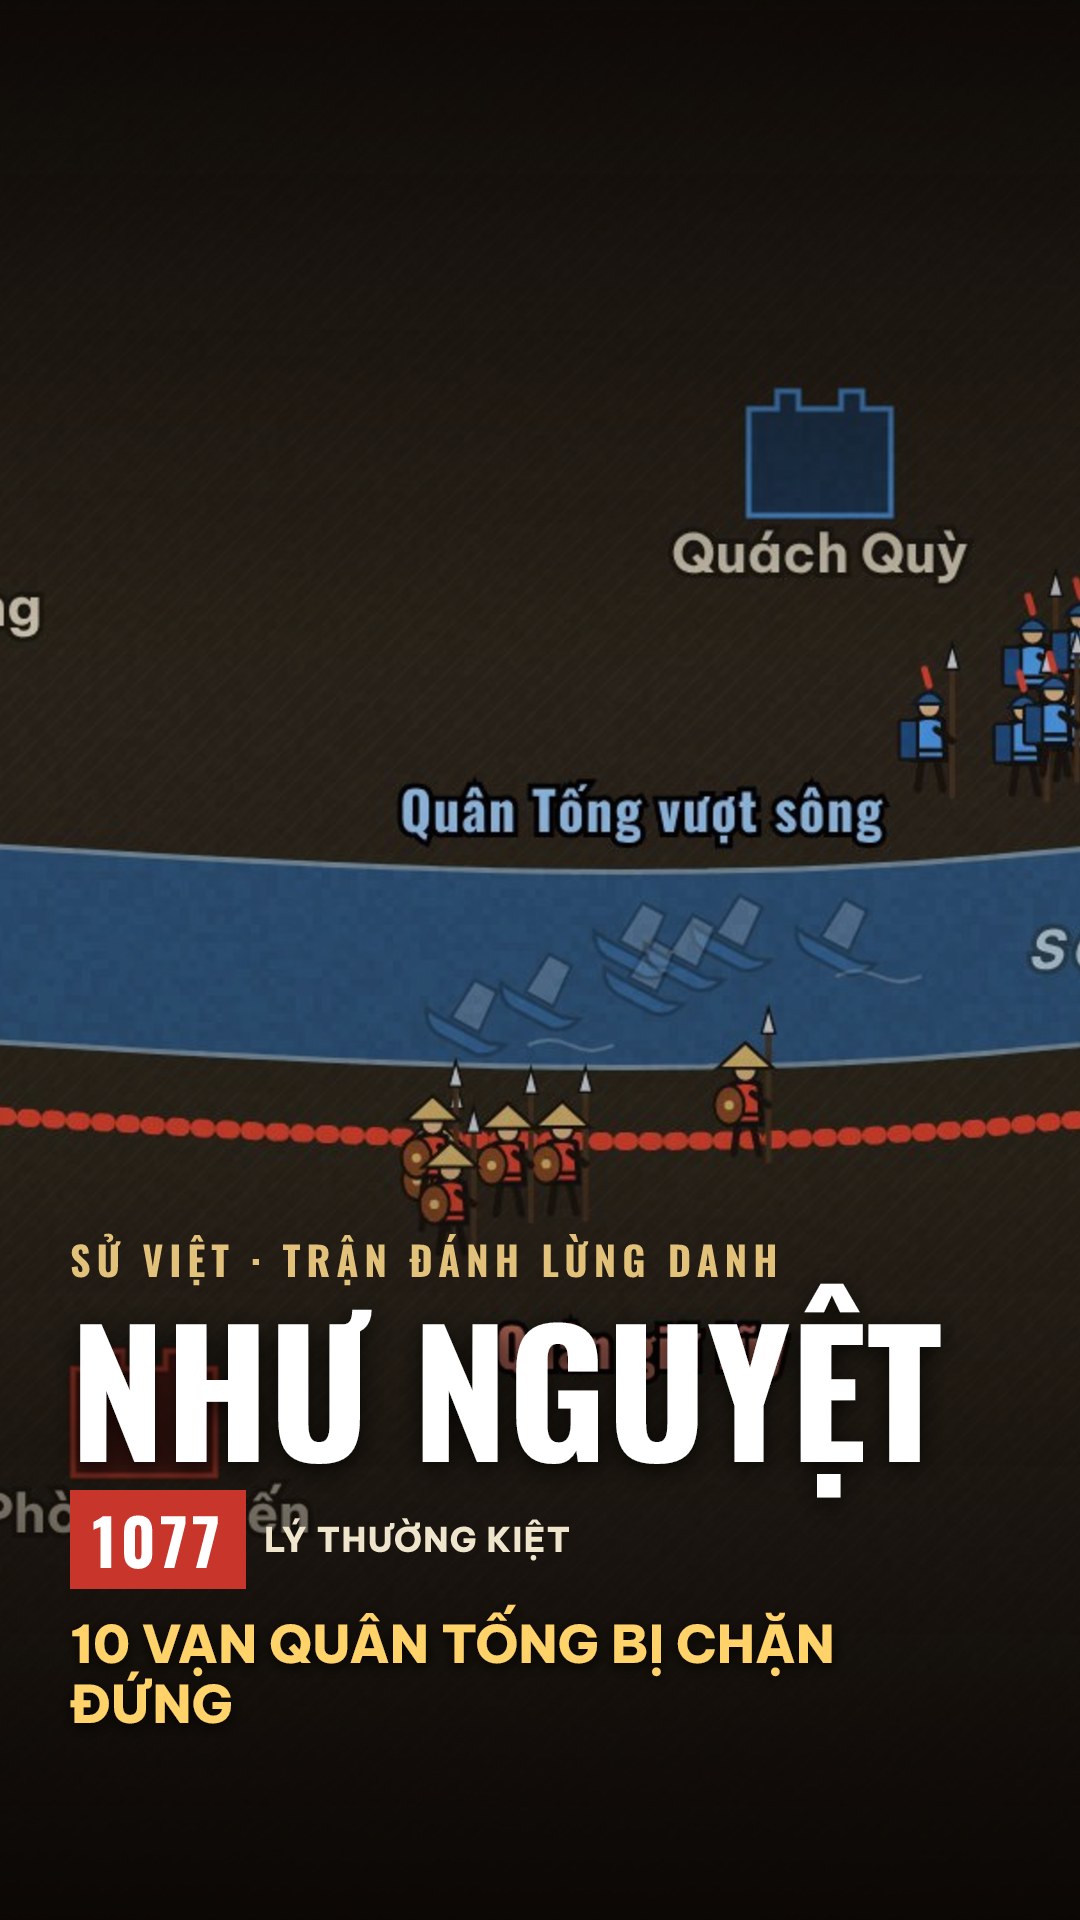 Quách Quỳ
ng
Quân Tống vượt sông
SỬ VIỆT · TRẬN ĐÁNH LỪNG DANH
NHƯ NGUYỆT
1077
LÝ THƯỜNG KIỆT
10 VẠN QUÂN TỐNG BỊ CHẶN
ĐỨNG